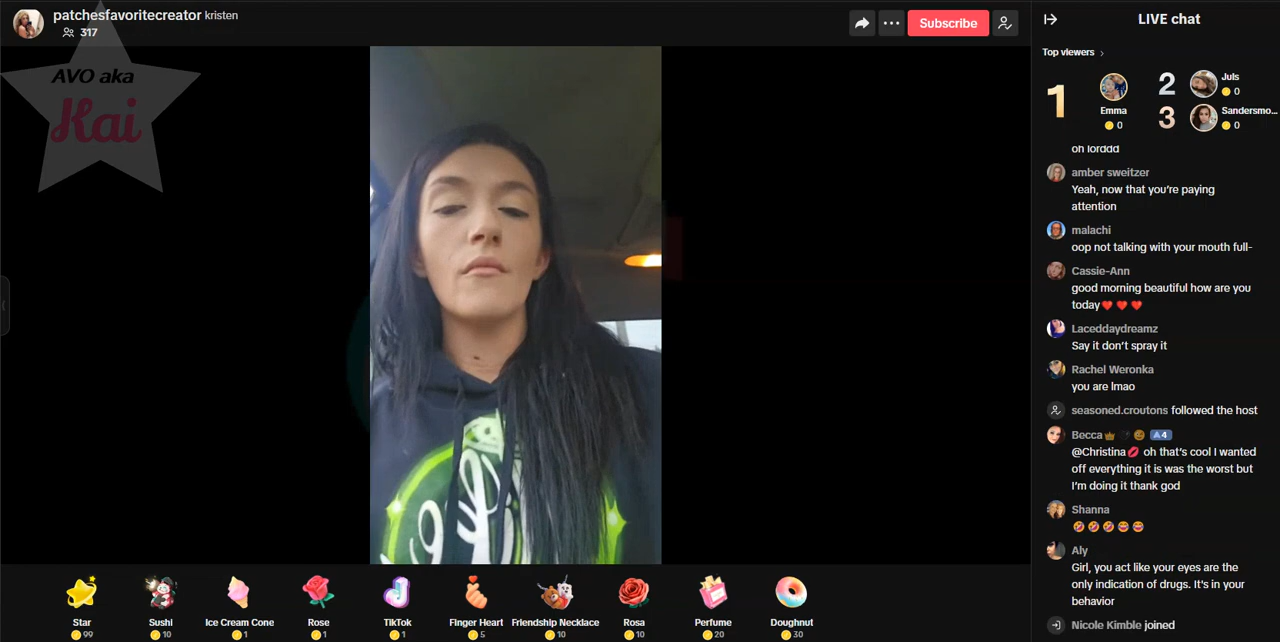 patchesfavoritecreator kristen
317
Subscribe
AVO aka
Kai
LIVE chat
Top viewers
1
Emma
0
2
Juls
0
3
Sandersmo...
0
oh lorddd
amber sweitzer
Yeah, now that you're paying
attention
malachi
oop not talking with your mouth full-
Cassie-Ann
good morning beautiful how are you
today❤️ ❤️ ❤️
Laceddaydreamz
Say it don't spray it
Rachel Weronka
you are lmao
seasoned.croutons followed the host
Becca 4
@Christina💋 oh that's cool I wanted
off everything it is was the worst but
I'm doing it thank god
Shanna
🤣 🤣 🤣 😂 😂
Aly
Girl, you act like your eyes are the
only indication of drugs. It's in your
behavior
Nicole Kimble joined
Star
99
Sushi
10
Ice Cream Cone
1
Rose
1
TikTok
1
Finger Heart
5
Friendship Necklace
10
Rosa
10
Perfume
20
Doughnut
30